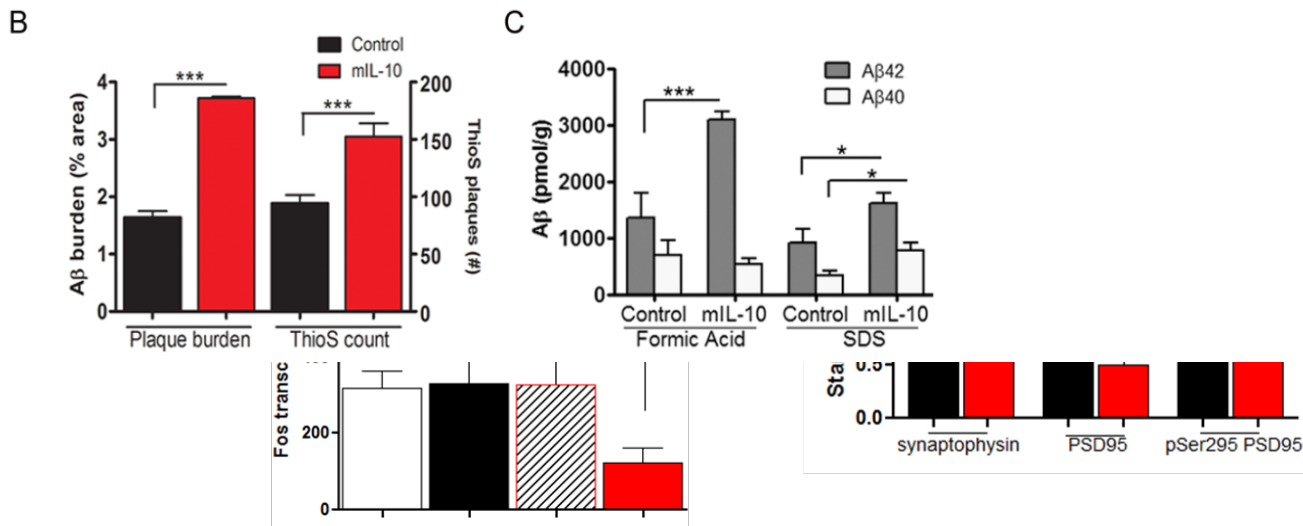 B
Control
mIL-10
Aβ burden (% area)
4
3
2
1
0
***
***
200
150
100
50
0
ThioS plaques (#)
Plaque burden
ThioS count
C
Aβ42
Aβ40
Aβ (pmol/g)
4000
3000
2000
1000
0
***
*
*
Control mIL-10 Control mIL-10
Formic Acid SDS
Fos transc
200
0
Sta
0.5
0.0
synaptophysin PSD95 pSer295 PSD95